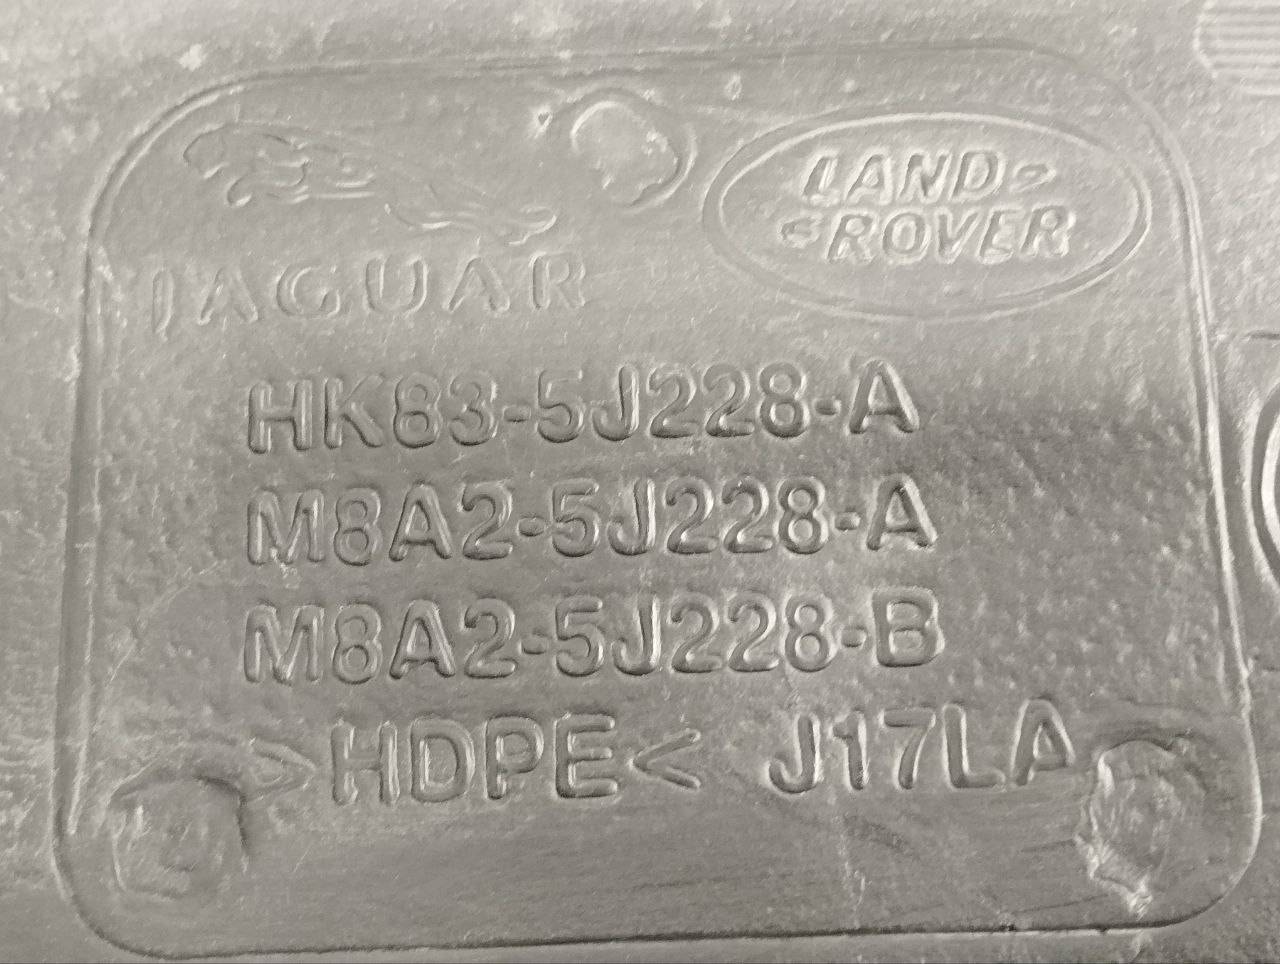 JAGUAR
LAND-
-ROVER
HK83-5J228-A
M8A2-5J228-A
M8A2-5J228-B
>HDPE< J17LA